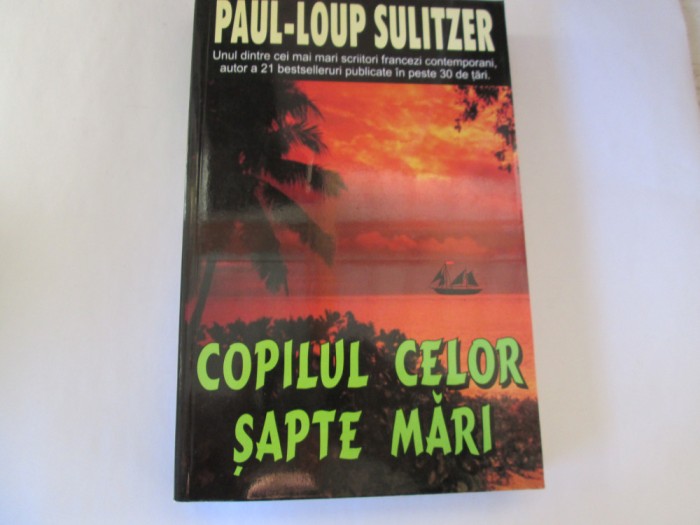 PAUL-LOUP SULITZER
Unul dintre cei mai mari scriitori francezi contemporani,
autor a 21 bestselleruri publicate în peste 30 de țări.
COPILUL CELOR
ȘAPTE MĂRI